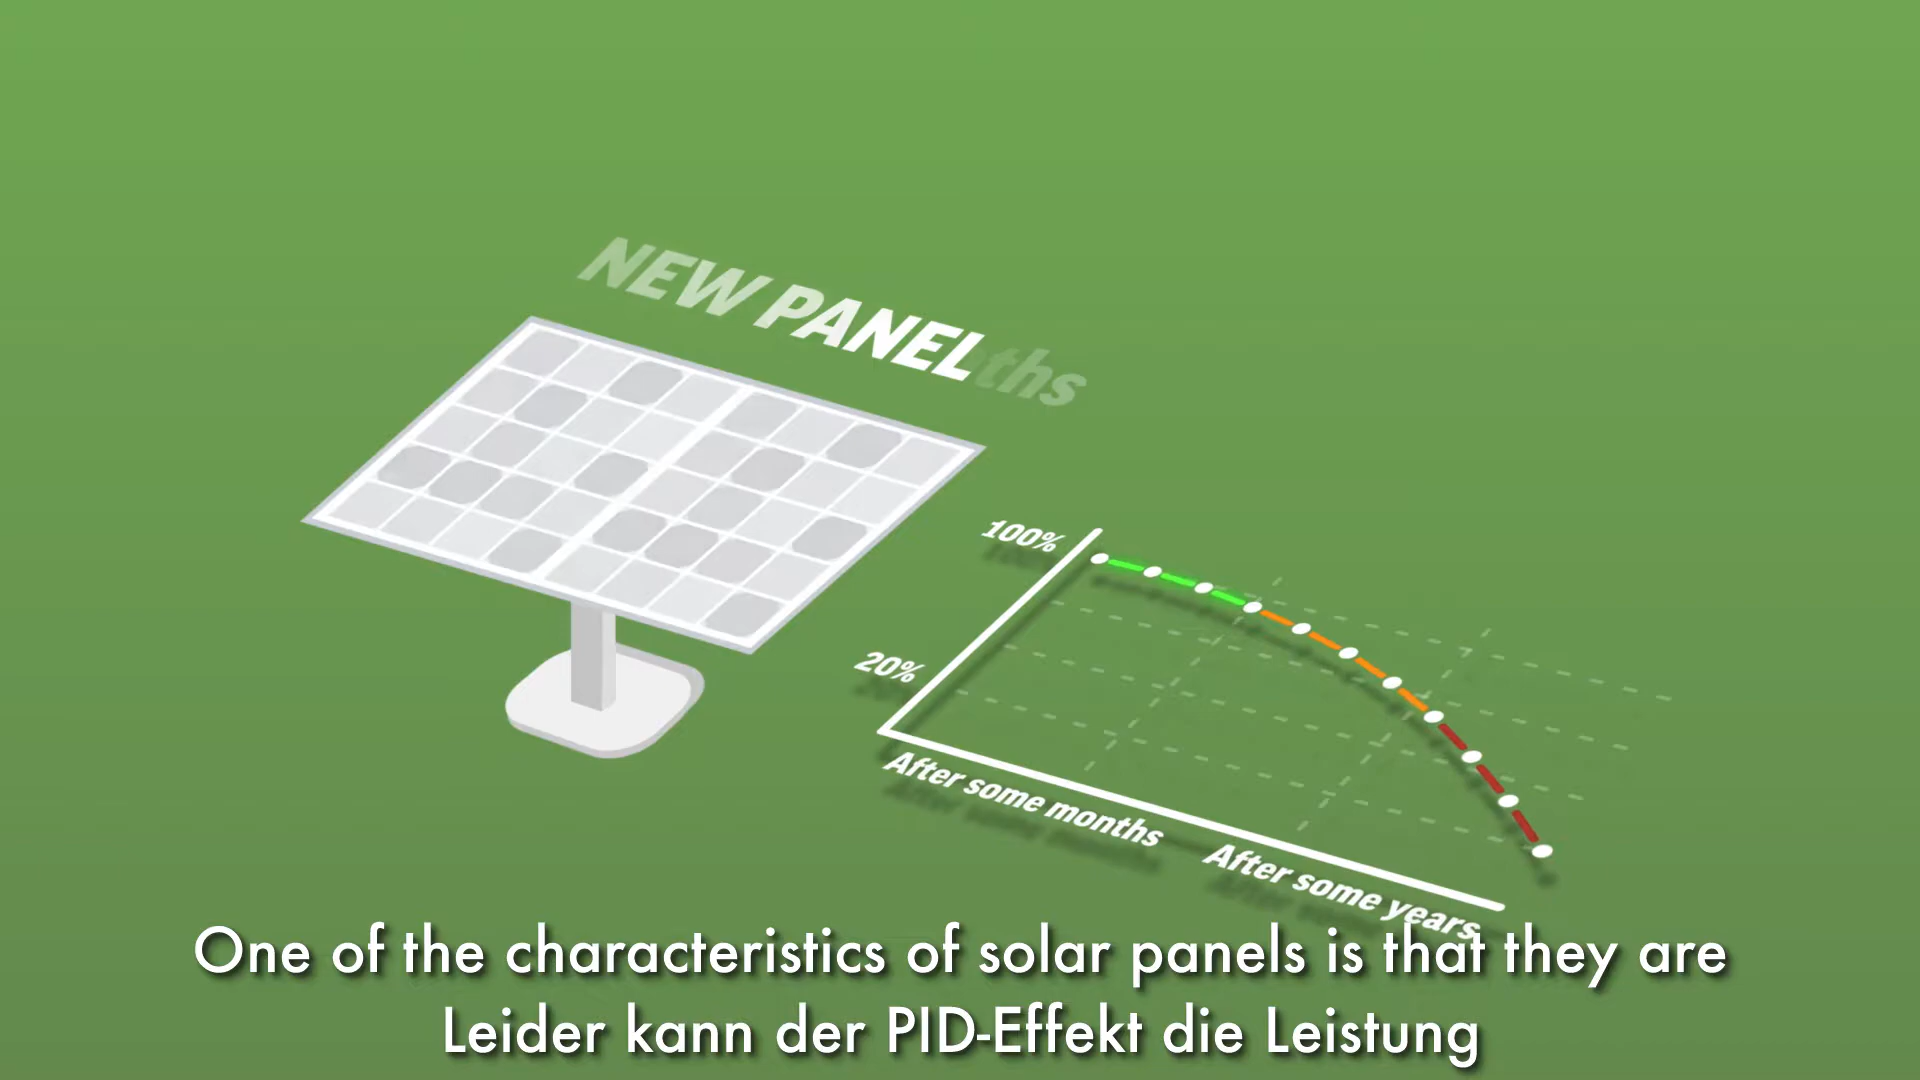 NEW PANEL
ths
100%
20%
After some months
After some years
One of the characteristics of solar panels is that they are
Leider kann der PID-Effekt die Leistung